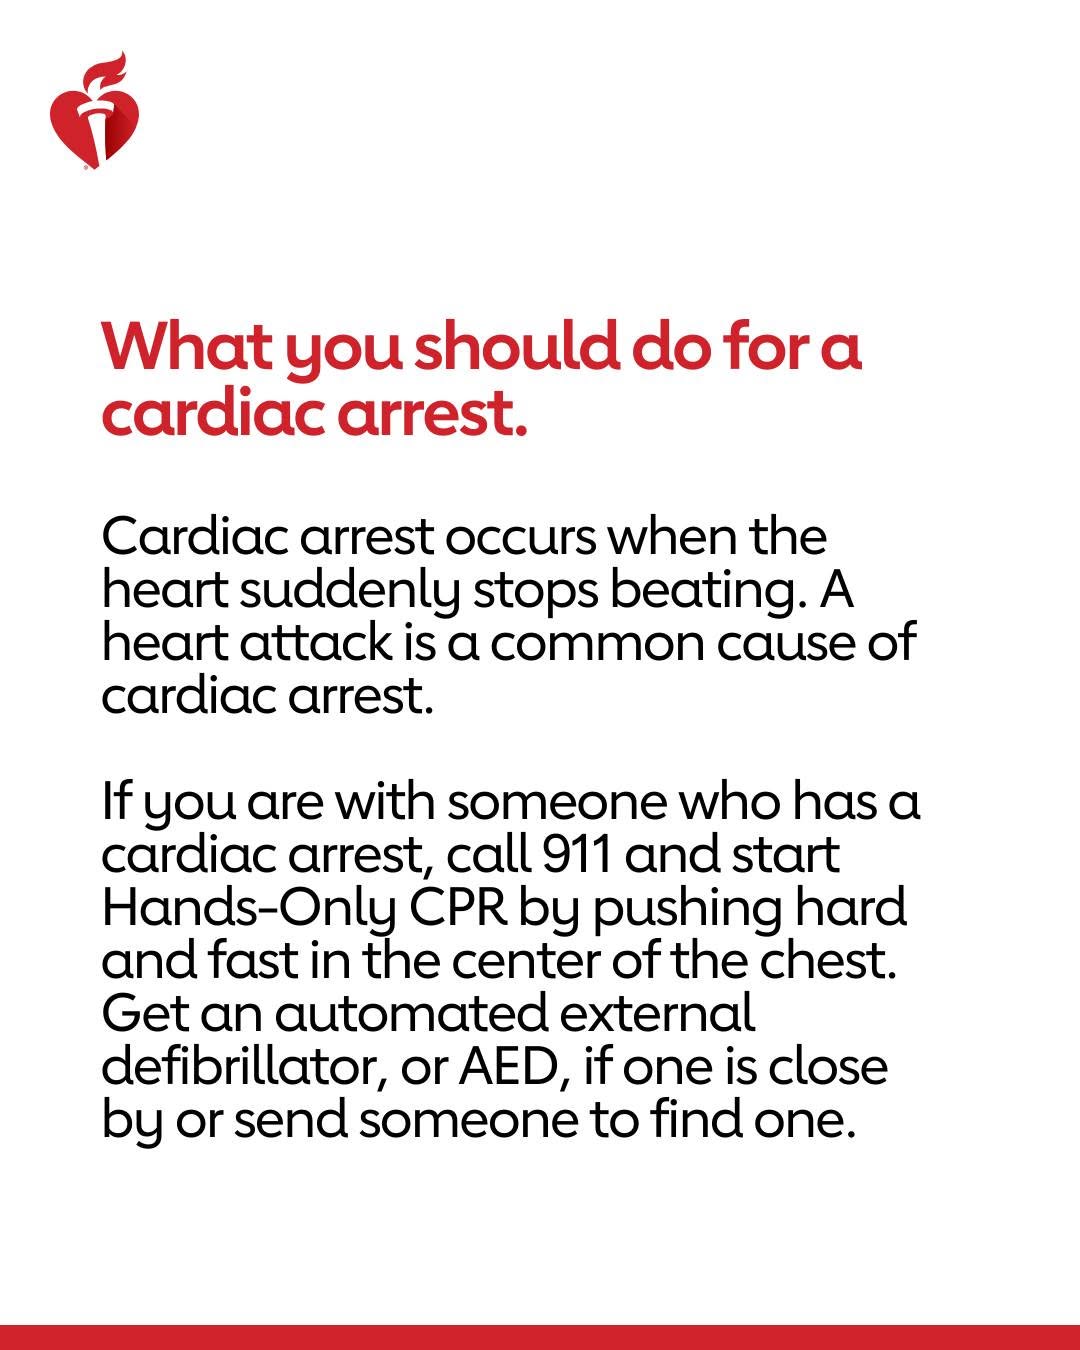 What you should do for a
cardiac arrest.
Cardiac arrest occurs when the
heart suddenly stops beating. A
heart attack is a common cause of
cardiac arrest.
If you are with someone who has a
cardiac arrest, call 911 and start
Hands-Only CPR by pushing hard
and fast in the center of the chest.
Get an automated external
defibrillator, or AED, if one is close
by or send someone to find one.